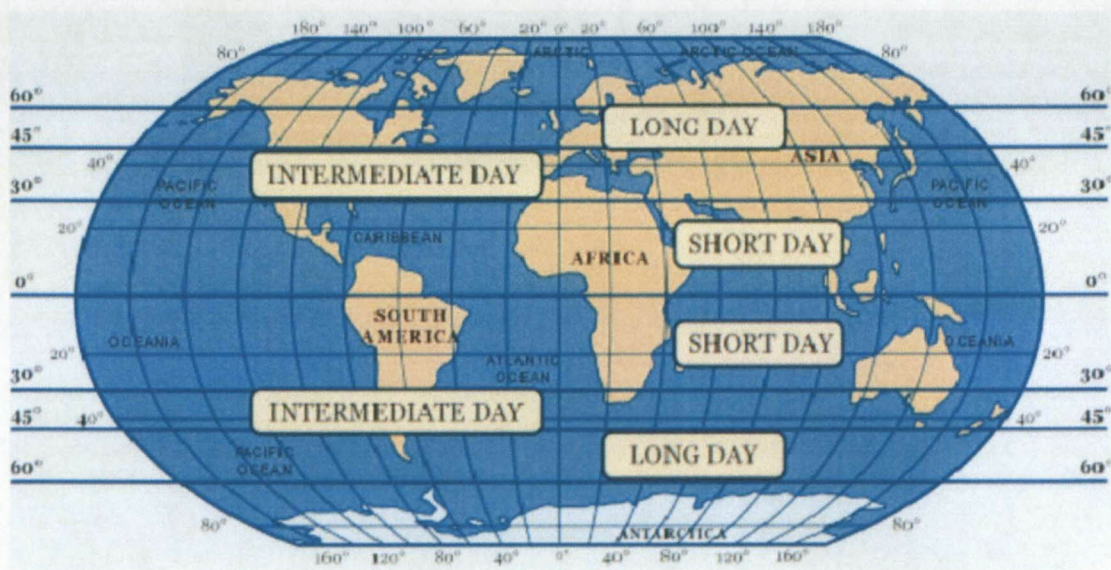 180° 140° 100° 60° 20° 0° 20° 60° 100° 140° 180°
80° ARCTIC ARCTIC OCEAN 80°
60° 60°
LONG DAY
45° 45°
40° ASIA 40°
INTERMEDIATE DAY
30° PACIFIC OCEAN PACIFIC OCEAN 30°
20° CARIBBEAN SHORT DAY 20°
AFRICA
0° 0°
SOUTH
AMERICA
OCEANIA SHORT DAY OCEANIA
20° ATLANTIC 20°
OCEAN
30° 30°
INTERMEDIATE DAY
45° 40° 40° 45°
PACIFIC LONG DAY
OCEAN
60° 60°
80° ANTARCTICA 80°
160° 120° 80° 40° 0° 40° 80° 120° 160°